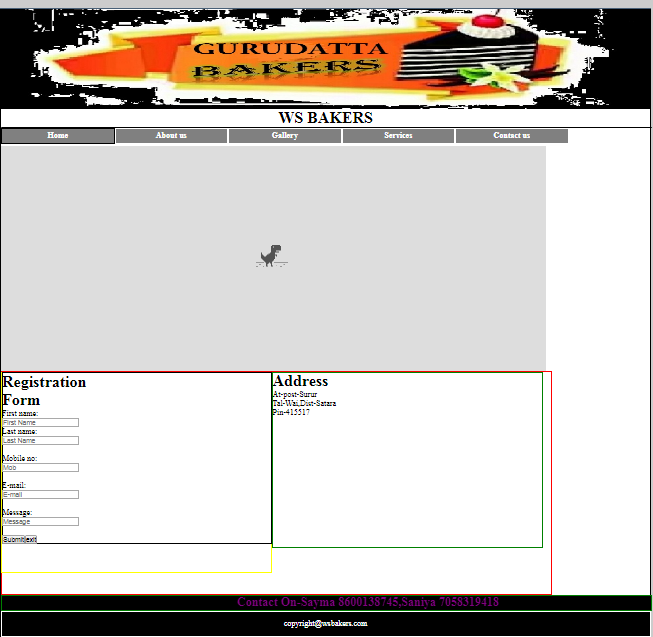 GURUDATTA
BAKERS
WS BAKERS
Home About us Gallery Services Contact us
Registration
Form
First name:
First Name
Last name:
Last Name
Mobile no:
Mob
E-mail:
E-mail
Message:
Message
Submit exit
Address
At-post-Surur
Tal-Wai,Dist-Satara
Pin-415517
Contact On-Sayma 8600138745,Saniya 7058319418
copyright@wsbakers.com